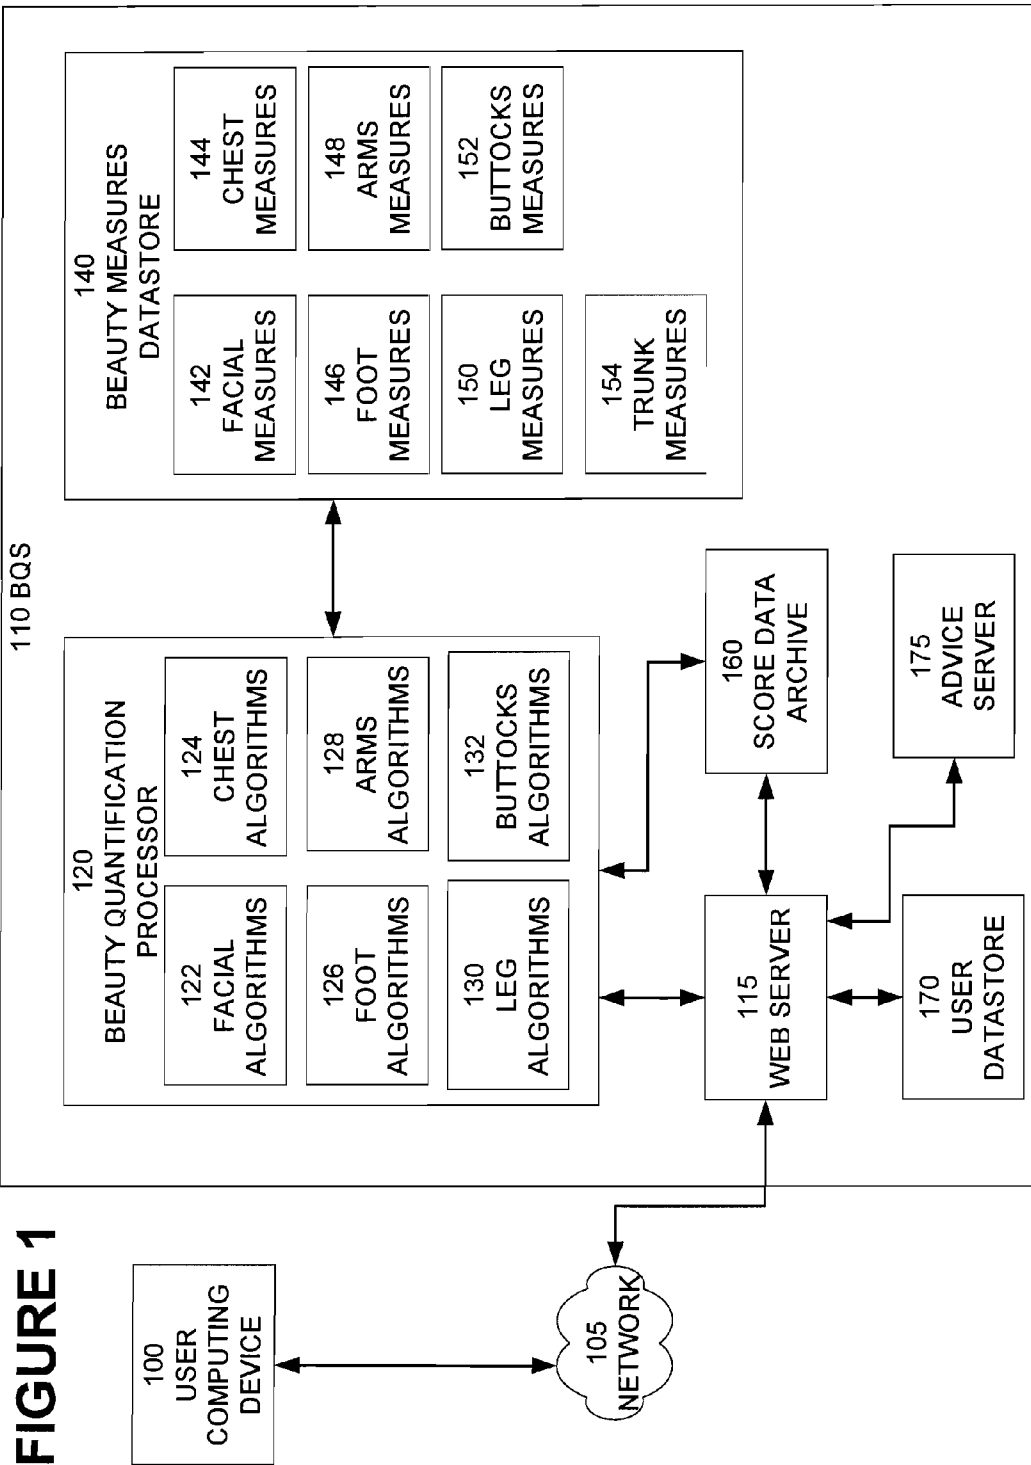 FIGURE 1
110 BQS
100
USER
COMPUTING
DEVICE
105
NETWORK
120
BEAUTY QUANTIFICATION
PROCESSOR
122
FACIAL
ALGORITHMS
124
CHEST
ALGORITHMS
126
FOOT
ALGORITHMS
128
ARMS
ALGORITHMS
130
LEG
ALGORITHMS
132
BUTTOCKS
ALGORITHMS
140
BEAUTY MEASURES
DATASTORE
142
FACIAL
MEASURES
144
CHEST
MEASURES
146
FOOT
MEASURES
148
ARMS
MEASURES
150
LEG
MEASURES
152
BUTTOCKS
MEASURES
154
TRUNK
MEASURES
115
WEB SERVER
160
SCORE DATA
ARCHIVE
170
USER
DATASTORE
175
ADVICE
SERVER